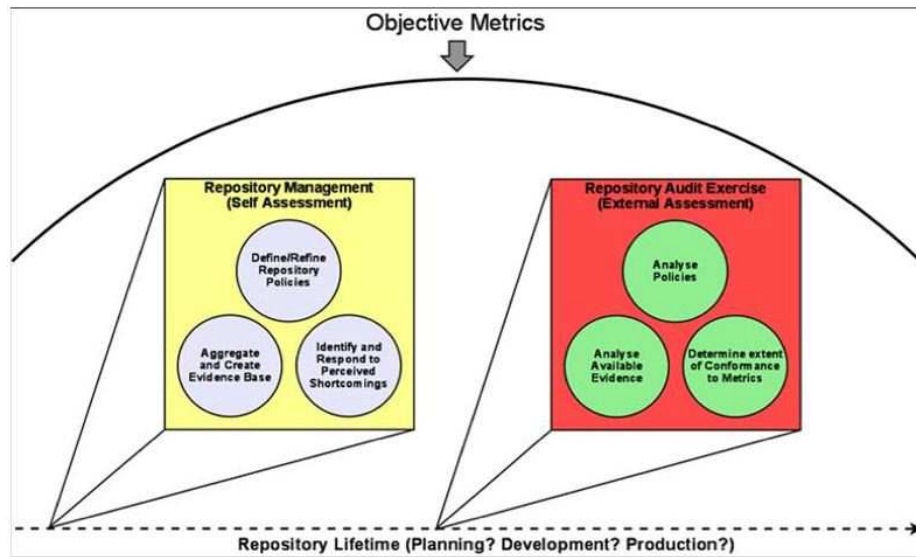 Objective Metrics
Repository Management
(Self Assessment)
Define/Refine
Repository
Policies
Aggregate
and Create
Evidence Base
Identify and
Respond to
Perceived
Shortcomings
Repository Audit Exercise
(External Assessment)
Analyse
Policies
Analyse
Available
Evidence
Determine extent
of Conformance
to Metrics
Repository Lifetime (Planning? Development? Production?)